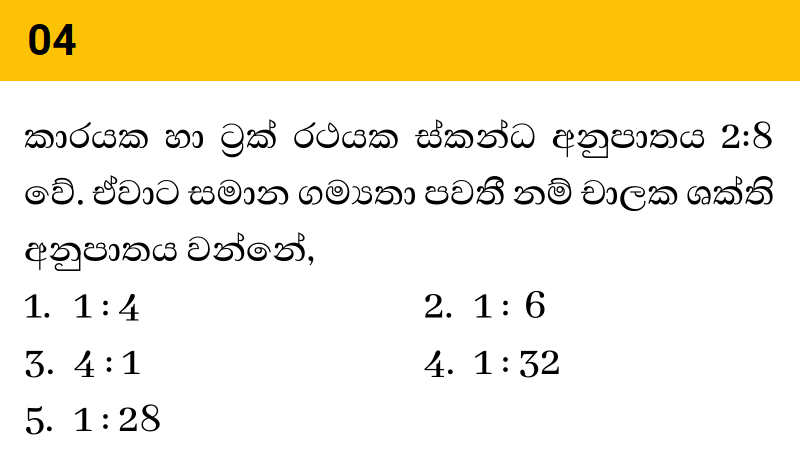 04
කාරයක හා ට්‍රක් රථයක ස්කන්ධ අනුපාතය 2:8
වේ. ඒවාට සමාන ගම්‍යතා පවතී නම් චාලක ශක්ති
අනුපාතය වන්නේ,
1. 1 : 4 2. 1 : 6
3. 4 : 1 4. 1 : 32
5. 1 : 28